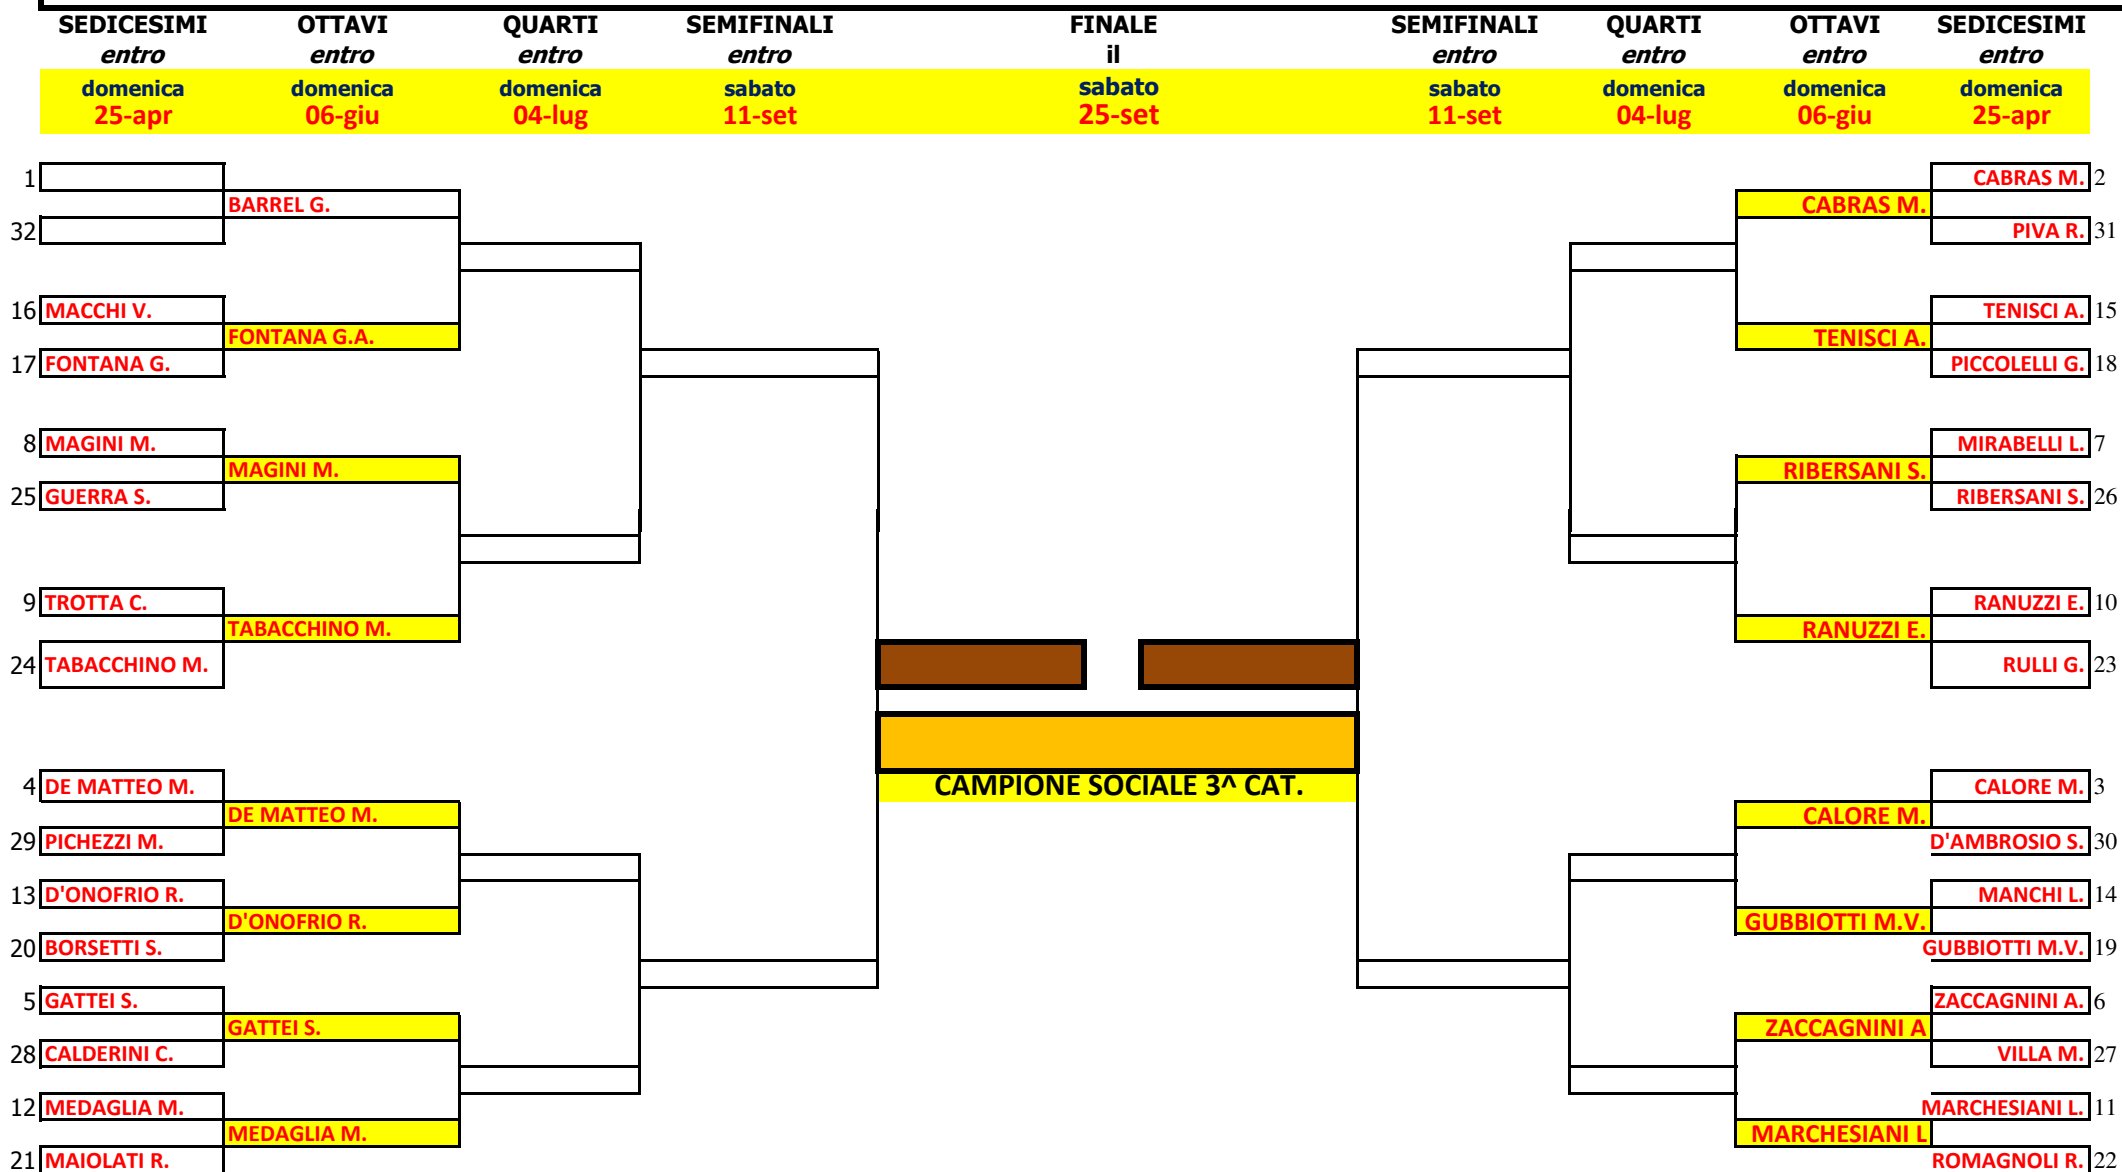 SEDICESIMI OTTAVI QUARTI SEMIFINALI FINALE SEMIFINALI QUARTI OTTAVI SEDICESIMI
entro entro entro entro il entro entro entro entro
domenica domenica domenica sabato sabato sabato domenica domenica domenica
25-apr 06-giu 04-lug 11-set 25-set 11-set 04-lug 06-giu 25-apr
1 CABRAS M. 2
BARREL G. CABRAS M.
32 PIVA R. 31
16 MACCHI V. TENISCI A. 15
FONTANA G.A. TENISCI A.
17 FONTANA G. PICCOLELLI G. 18
8 MAGINI M. MIRABELLI L. 7
MAGINI M. RIBERSANI S.
25 GUERRA S. RIBERSANI S. 26
9 TROTTA C. RANUZZI E. 10
TABACCHINO M. RANUZZI E.
24 TABACCHINO M. RULLI G. 23
4 DE MATTEO M. CAMPIONE SOCIALE 3^ CAT. CALORE M. 3
DE MATTEO M. CALORE M.
29 PICHEZZI M. D'AMBROSIO S. 30
13 D'ONOFRIO R. MANCHI L. 14
D'ONOFRIO R. GUBBIOTTI M.V.
20 BORSETTI S. GUBBIOTTI M.V. 19
5 GATTEI S. ZACCAGNINI A. 6
GATTEI S. ZACCAGNINI A
28 CALDERINI C. VILLA M. 27
12 MEDAGLIA M. MARCHESIANI L. 11
MEDAGLIA M. MARCHESIANI L
21 MAIOLATI R. ROMAGNOLI R. 22